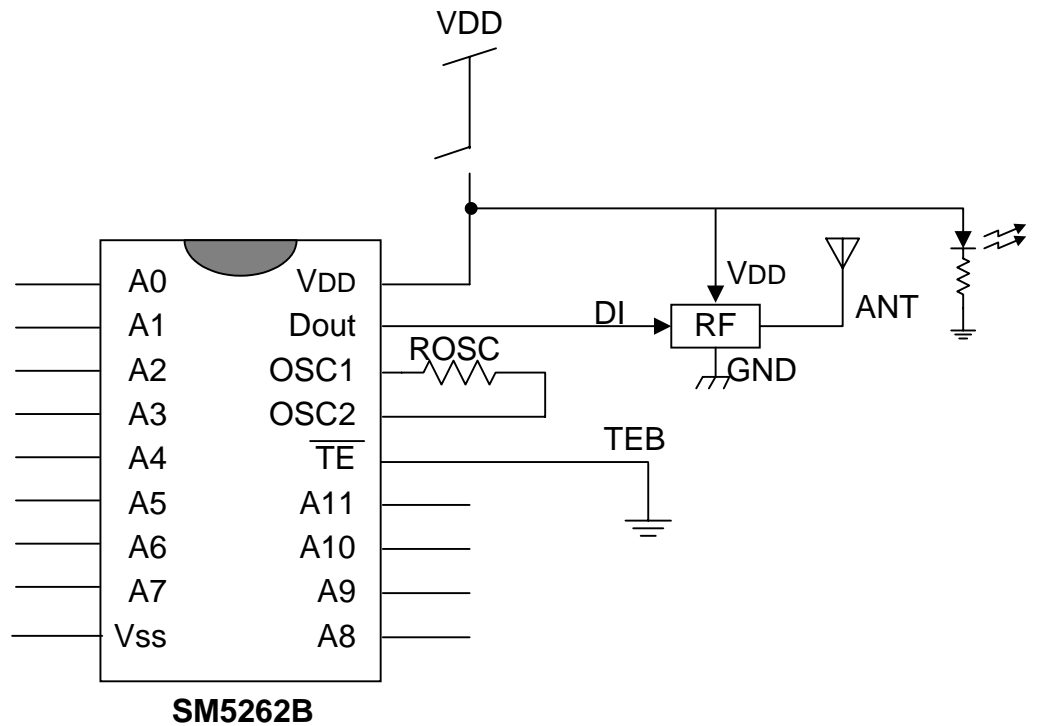 VDD
A0
VDD
VDD
A1
Dout
DI
RF
ANT
A2
OSC1
ROSC
GND
A3
OSC2
A4
TE
TEB
A5
A11
A6
A10
A7
A9
Vss
A8
SM5262B